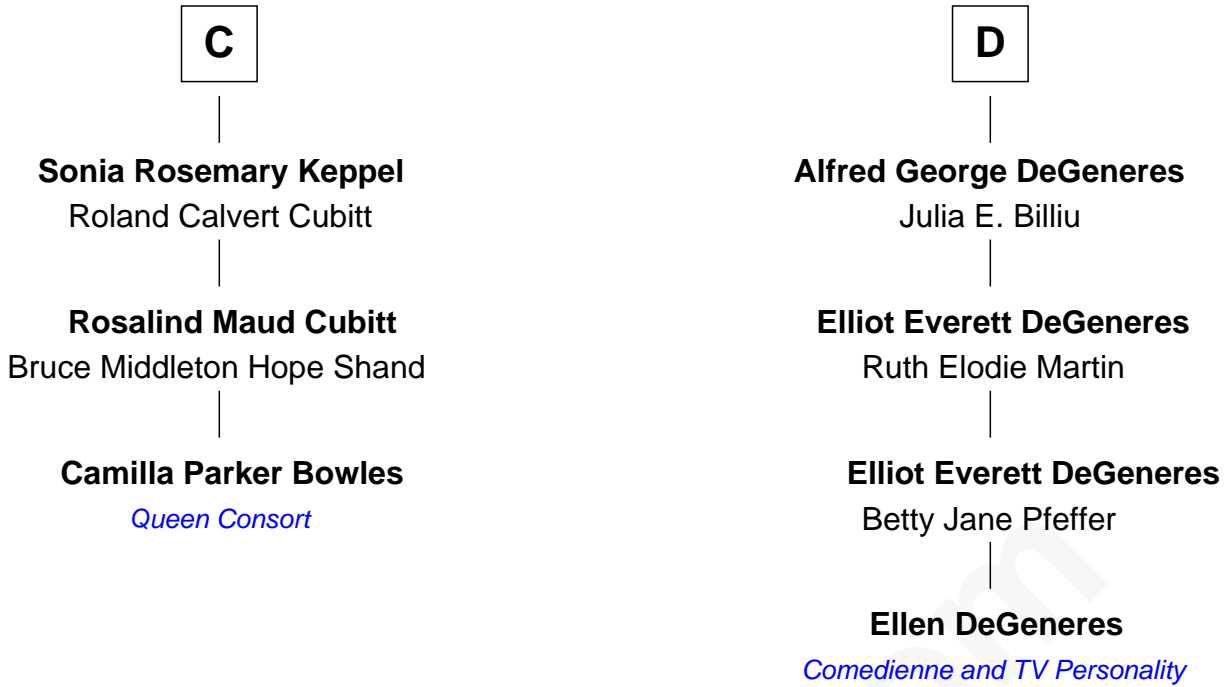 C
Sonia Rosemary Keppel
Roland Calvert Cubitt
Rosalind Maud Cubitt
Bruce Middleton Hope Shand
Camilla Parker Bowles
Queen Consort
D
Alfred George DeGeneres
Julia E. Billiu
Elliot Everett DeGeneres
Ruth Elodie Martin
Elliot Everett DeGeneres
Betty Jane Pfeffer
Ellen DeGeneres
Comedienne and TV Personality